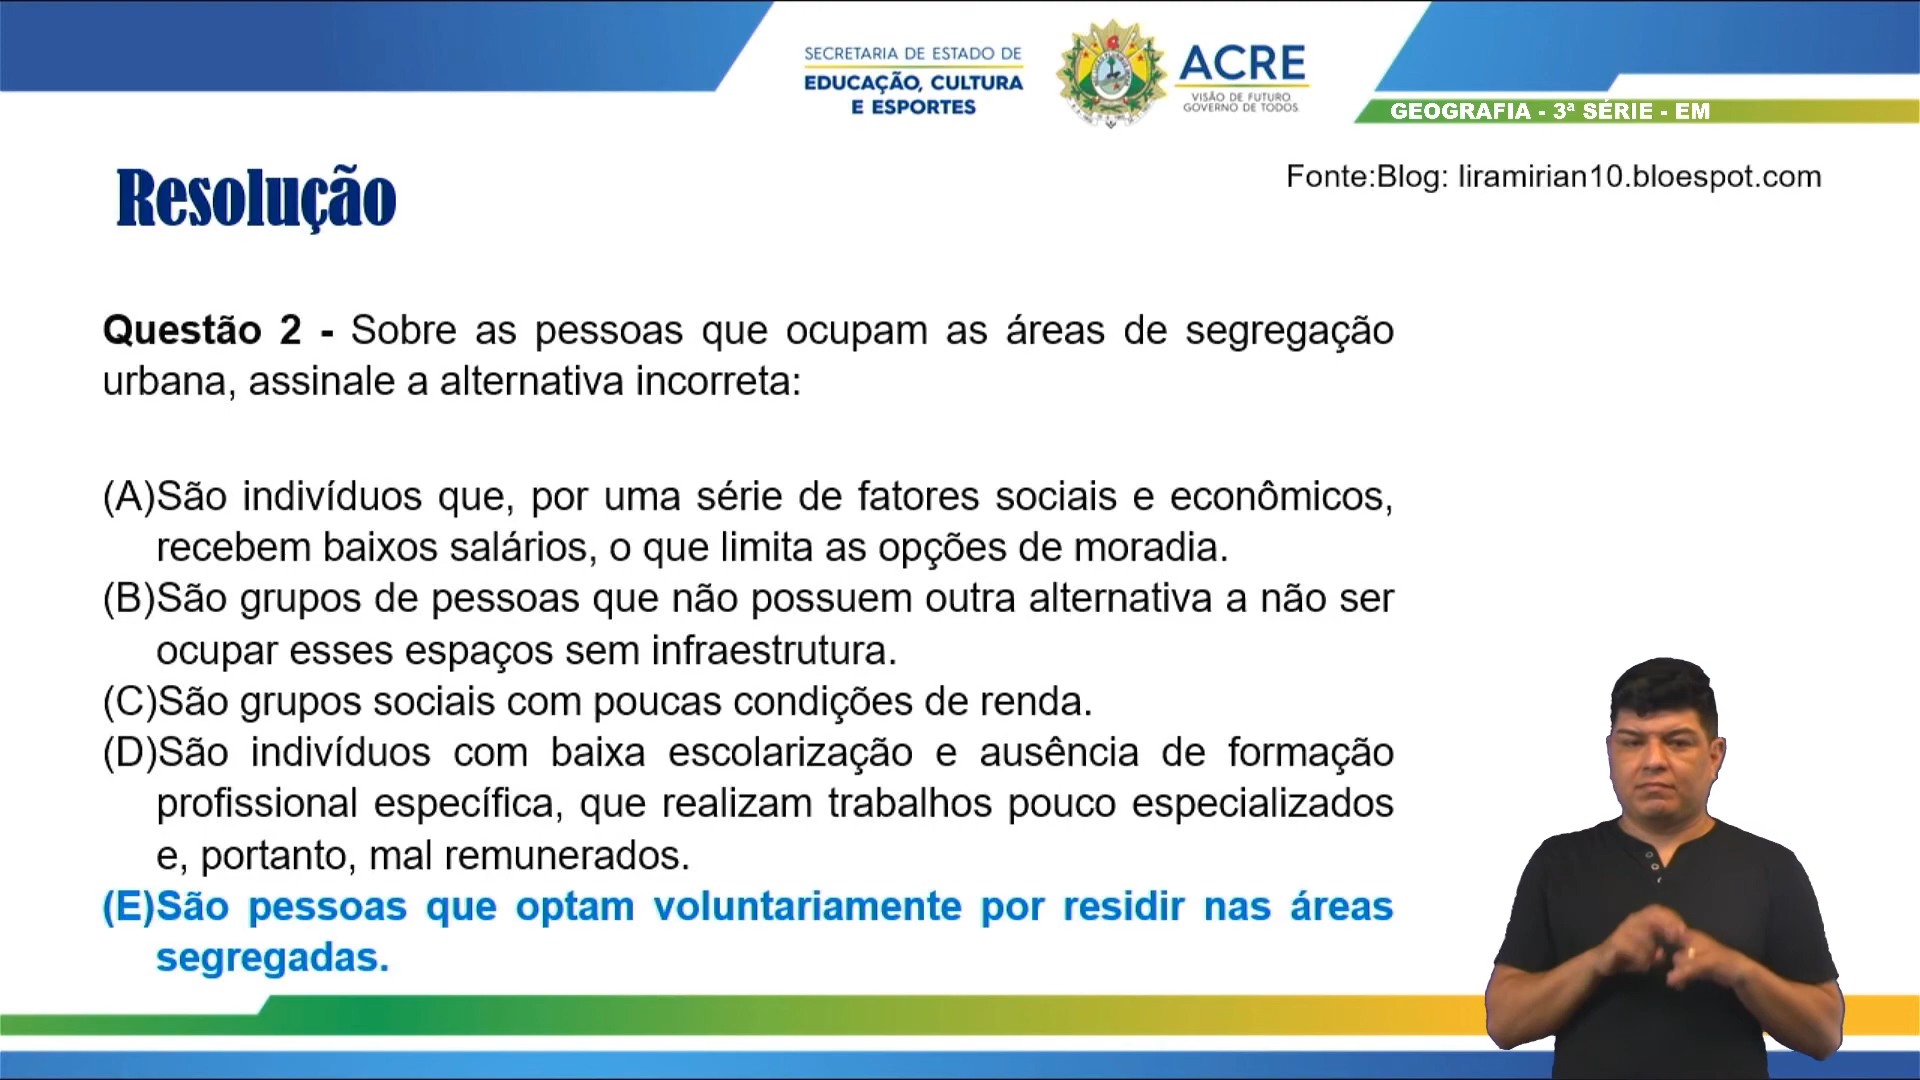 SECRETARIA DE ESTADO DE
EDUCAÇÃO, CULTURA
E ESPORTES
ACRE
VISÃO DE FUTURO
GOVERNO DE TODOS
GEOGRAFIA - 3ª SÉRIE - EM
Resolução
Fonte:Blog: liramirian10.bloespot.com
Questão 2 - Sobre as pessoas que ocupam as áreas de segregação
urbana, assinale a alternativa incorreta:
(A)São indivíduos que, por uma série de fatores sociais e econômicos,
recebem baixos salários, o que limita as opções de moradia.
(B)São grupos de pessoas que não possuem outra alternativa a não ser
ocupar esses espaços sem infraestrutura.
(C)São grupos sociais com poucas condições de renda.
(D)São indivíduos com baixa escolarização e ausência de formação
profissional específica, que realizam trabalhos pouco especializados
e, portanto, mal remunerados.
(E)São pessoas que optam voluntariamente por residir nas áreas
segregadas.